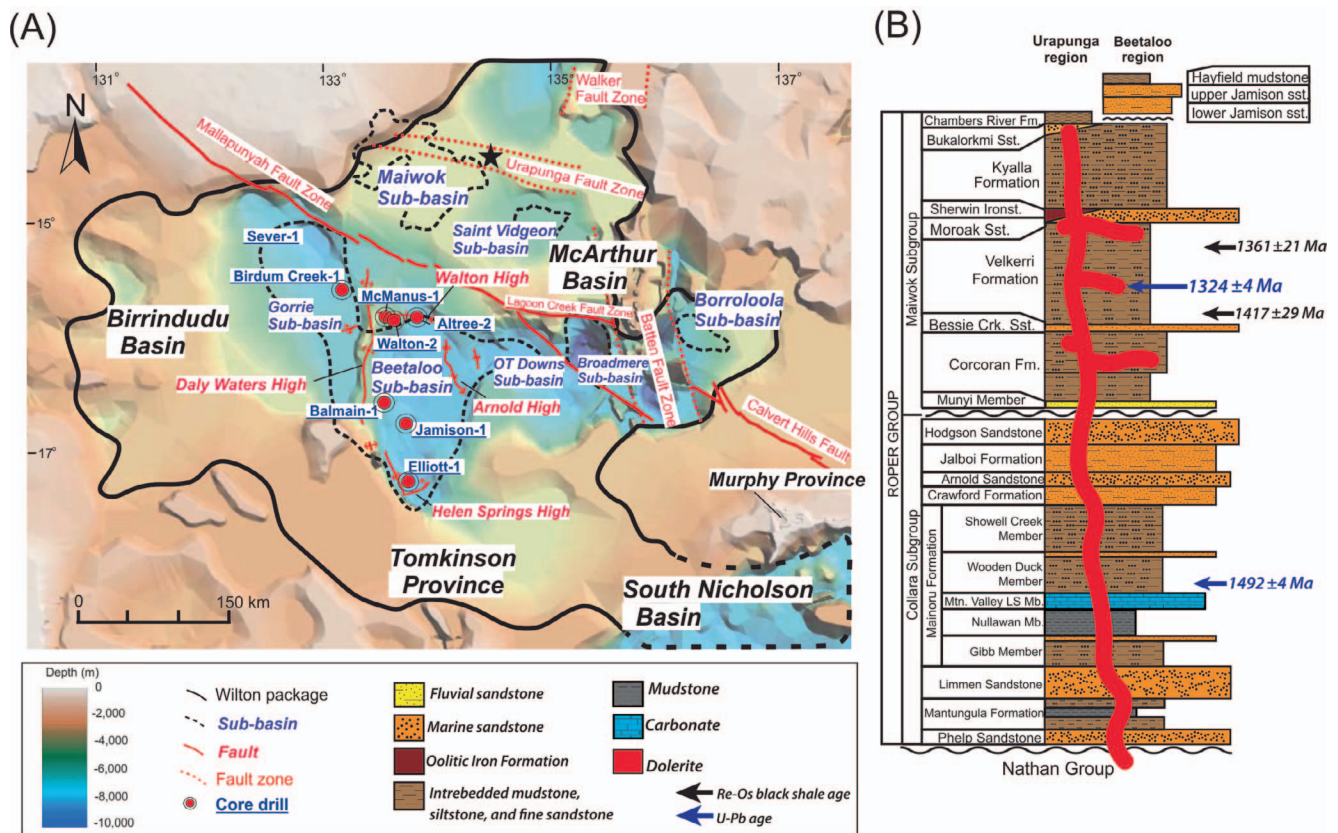 (A)
131°
133°
135°
137°
N
Walker
Fault Zone
Mallapunyah Fault Zone
Urapunga Fault Zone
Maiwok
Sub-basin
15°
Sever-1
Saint Vidgeon
Sub-basin
McArthur
Basin
Birdum Creek-1
Walton High
McManus-1
Lagoon Creek Fault Zone
Borroloola
Sub-basin
Gorrie
Sub-basin
Altree-2
Birrindudu
Basin
Walton-2
Batten Fault Zone
Beetaloo
Sub-basin
OT Downs
Sub-basin
Broadmere
Sub-basin
Daly Waters High
Arnold High
Balmain-1
Jamison-1
Calvert Hills Fault
17°
Elliott-1
Murphy Province
Helen Springs High
Tomkinson
Province
South Nicholson
Basin
0
150 km
Depth (m)
0
-2,000
-4,000
-6,000
-8,000
-10,000
Wilton package
Sub-basin
Fault
Fault zone
Core drill
Fluvial sandstone
Marine sandstone
Oolitic Iron Formation
Intrebedded mudstone,
siltstone, and fine sandstone
Mudstone
Carbonate
Dolerite
Re-Os black shale age
U-Pb age
(B)
Urapunga
region
Beetaloo
region
Hayfield mudstone
upper Jamison sst.
lower Jamison sst.
Chambers River Fm.
Bukalorkmi Sst.
Kyalla
Formation
Sherwin Ironst.
Moroak Sst.
1361 ±21 Ma
Velkerri
Formation
1324 ±4 Ma
1417 ±29 Ma
Bessie Crk. Sst.
Corcoran Fm.
Munyi Member
Maiwok Subgroup
ROPER GROUP
Hodgson Sandstone
Jalboi Formation
Arnold Sandstone
Crawford Formation
Showell Creek
Member
Wooden Duck
Member
1492 ±4 Ma
Mtn. Valley LS Mb.
Nullawan Mb.
Gibb Member
Mainoru Formation
Collara Subgroup
Limmen Sandstone
Mantungula Formation
Phelp Sandstone
Nathan Group